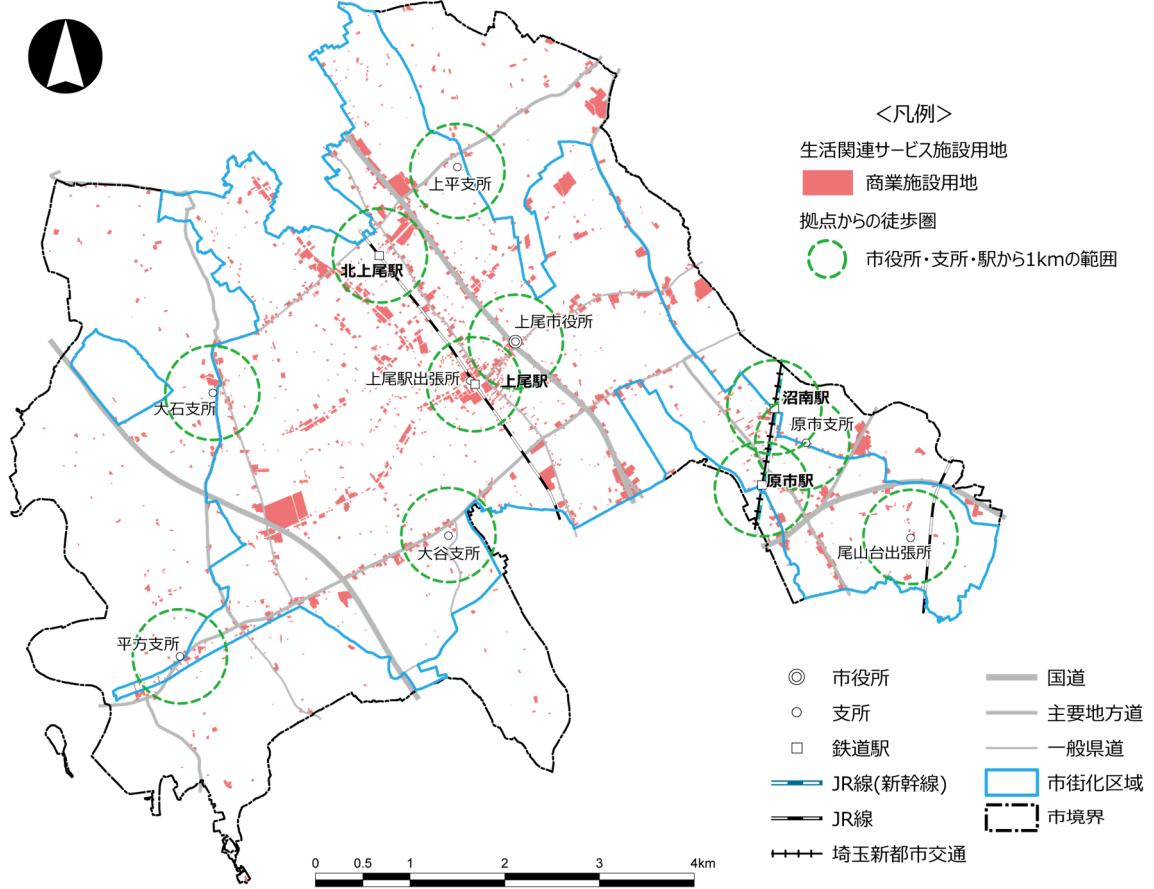 <凡例>
生活関連サービス施設用地
商業施設用地
拠点からの徒歩圏
市役所・支所・駅から1kmの範囲
上平支所
北上尾駅
上尾市役所
上尾駅出張所
上尾駅
大石支所
沼南駅
原市支所
原市駅
大谷支所
尾山台出張所
平方支所
市役所
支所
鉄道駅
JR線(新幹線)
JR線
埼玉新都市交通
国道
主要地方道
一般県道
市街化区域
市境界
0 0.5 1 2 3 4km